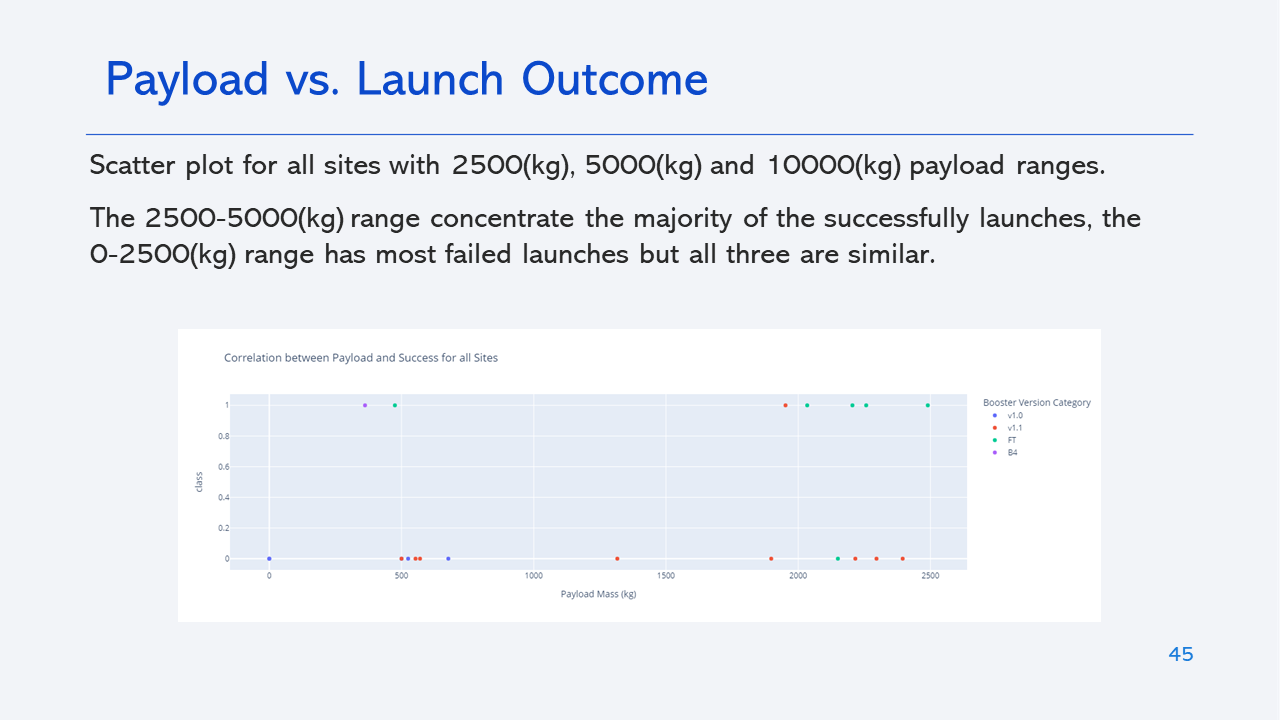 Payload vs. Launch Outcome
Scatter plot for all sites with 2500(kg), 5000(kg) and 10000(kg) payload ranges.
The 2500-5000(kg) range concentrate the majority of the successfully launches, the
0-2500(kg) range has most failed launches but all three are similar.
Correlation between Payload and Success for all Sites
1
0.8
0.6
0.4
0.2
0
class
0 500 1000 1500 2000 2500
Payload Mass (kg)
Booster Version Category
v1.0
v1.1
FT
B4
45